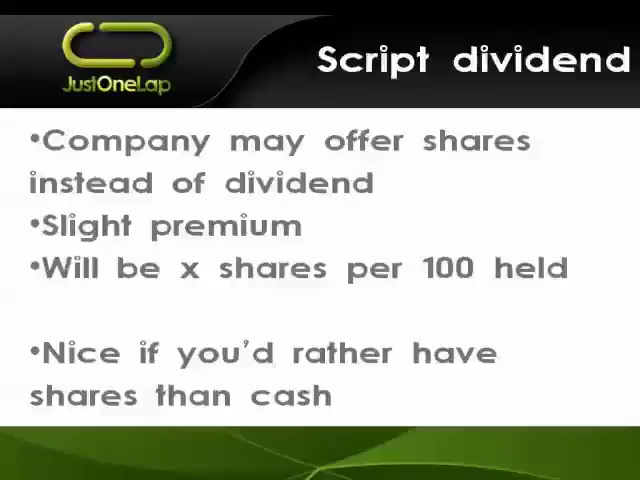 JustOneLap
Script dividend
•Company may offer shares
instead of dividend
•Slight premium
•Will be x shares per 100 held
•Nice if you'd rather have
shares than cash